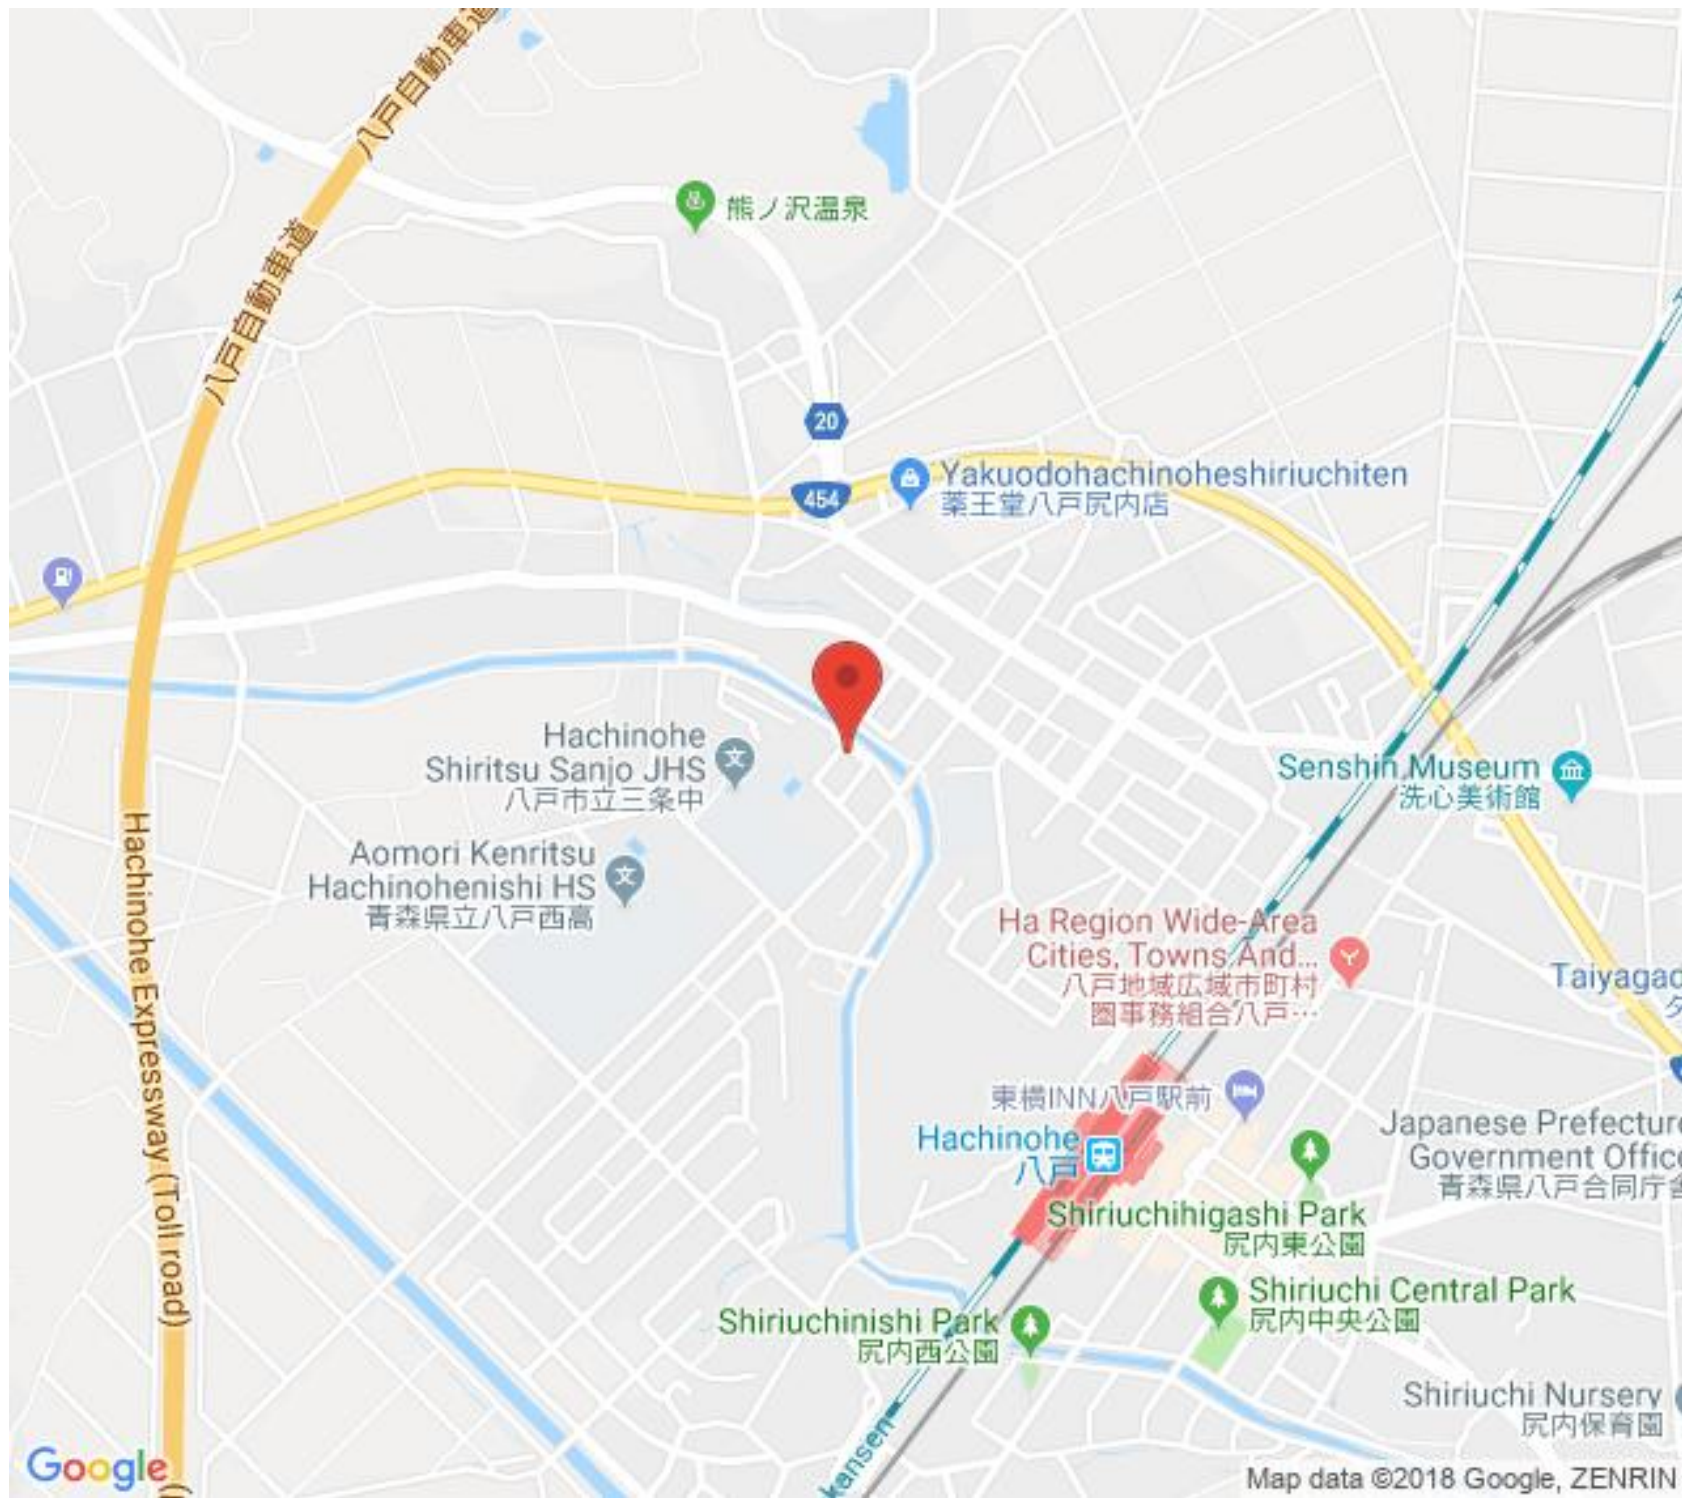 八戸自動車道
八戸自動車道
熊ノ沢温泉
20
454
Yakuodohachinoheshiriuchiten
薬王堂八戸尻内店
Hachinohe
Shiritsu Sanjo JHS
八戸市立三条中
Senshin Museum
洗心美術館
Aomori Kenritsu
Hachinohenishi HS
青森県立八戸西高
Hachinohe Expressway (Toll road)
Ha Region Wide-Area
Cities, Towns And...
八戸地域広域市町村
圏事務組合八戸…
Taiyagad
東横INN八戸駅前
Hachinohe
八戸
Japanese Prefecture
Government Office
青森県八戸合同庁舎
Shiriuchihigashi Park
尻内東公園
Shiriuchi Central Park
尻内中央公園
Shiriuchinishi Park
尻内西公園
Shiriuchi Nursery
尻内保育園
kansen
Google
Map data ©2018 Google, ZENRIN